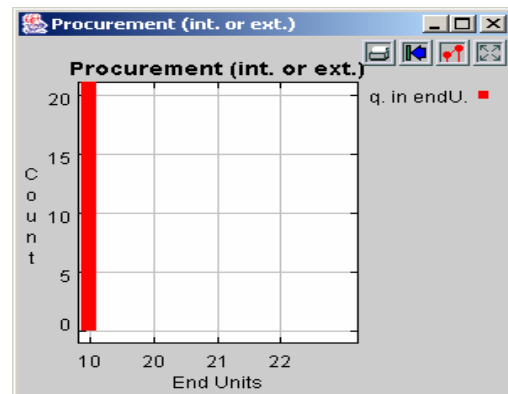 Procurement (int. or ext.)
Procurement (int. or ext.)
q. in endU.
20
15
10
5
0
Count
10 20 21 22
End Units